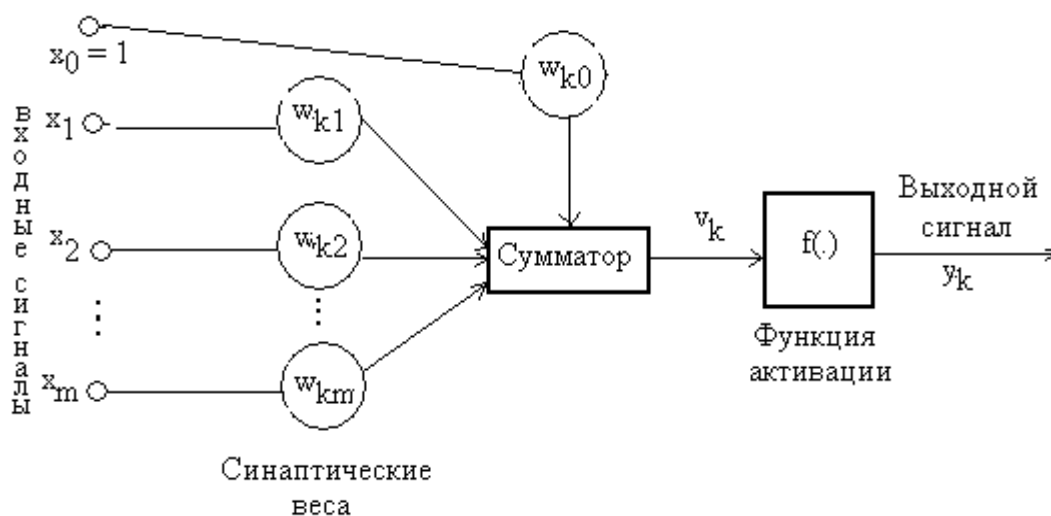 x0 = 1
wk0
входные сигналы
x1
wk1
x2
wk2
⋮
⋮
xm
wkm
Синаптические
веса
Сумматор
vk
f(.)
Функция
активации
Выходной
сигнал
yk